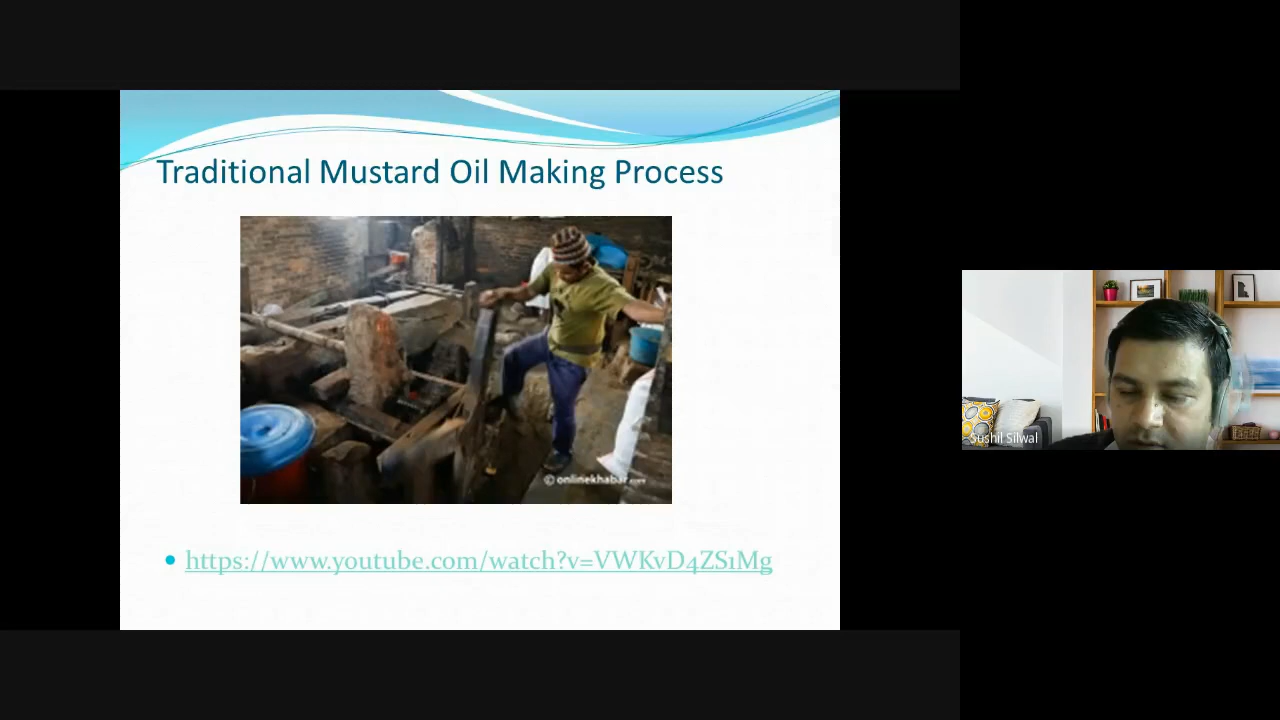 Traditional Mustard Oil Making Process
© onlinekhabar.com
https://www.youtube.com/watch?v=VWKvD4ZS1Mg
Sushil Silwal